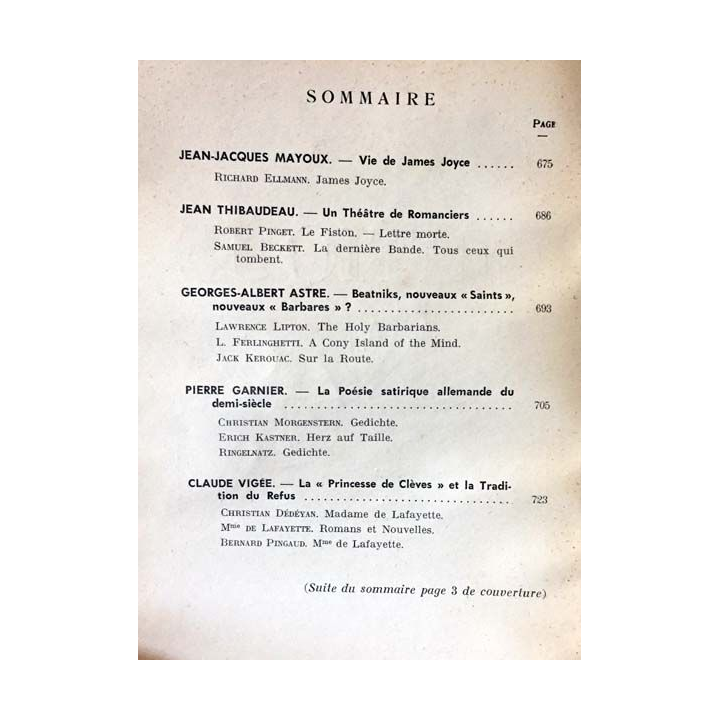 SOMMAIRE
PAGE
JEAN-JACQUES MAYOUX. — Vie de James Joyce ...... 675
RICHARD ELLMANN. James Joyce.
JEAN THIBAUDEAU. — Un Théâtre de Romanciers ...... 686
ROBERT PINGET. Le Fiston. — Lettre morte.
SAMUEL BECKETT. La dernière Bande. Tous ceux qui
tombent.
GEORGES-ALBERT ASTRE. — Beatniks, nouveaux « Saints »,
nouveaux « Barbares » ? ........................ 693
LAWRENCE LIPTON. The Holy Barbarians.
L. FERLINGHETTI. A Cony Island of the Mind.
JACK KEROUAC. Sur la Route.
PIERRE GARNIER. — La Poésie satirique allemande du
demi-siècle .................................. 705
CHRISTIAN MORGENSTERN. Gedichte.
ERICH KASTNER. Herz auf Taille.
RINGELNATZ. Gedichte.
CLAUDE VIGÉE. — La « Princesse de Clèves » et la Tradi-
tion du Refus ................................ 723
CHRISTIAN DÉDÉYAN. Madame de Lafayette.
Mme DE LAFAYETTE. Romans et Nouvelles.
BERNARD PINGAUD. Mme de Lafayette.
(Suite du sommaire page 3 de couverture)